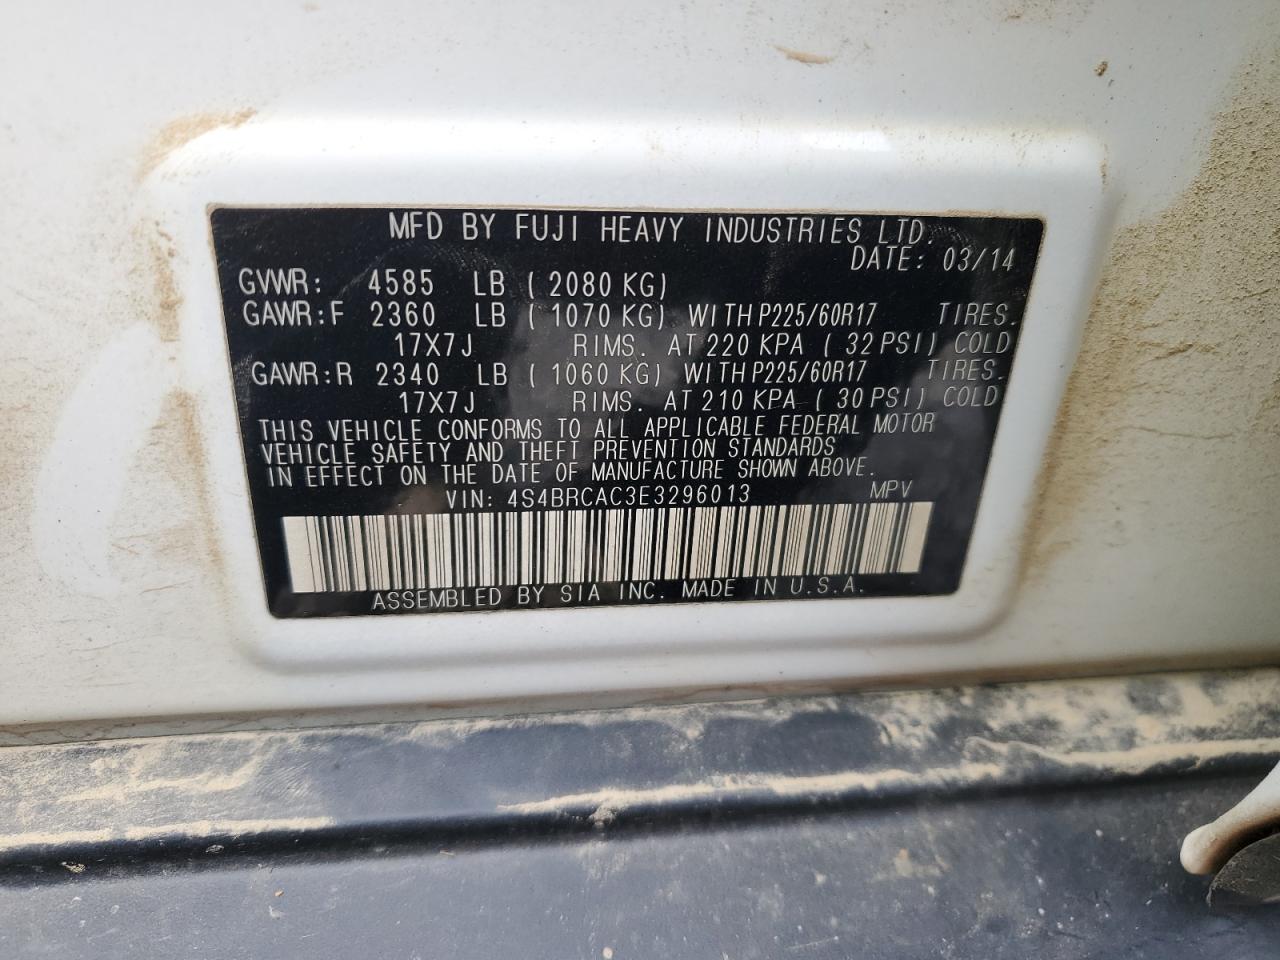 MFD BY FUJI HEAVY INDUSTRIES LTD.
DATE: 03/14
GVWR: 4585 LB ( 2080 KG)
GAWR:F 2360 LB ( 1070 KG) WITH P225/60R17 TIRES.
17X7J RIMS. AT 220 KPA ( 32 PSI) COLD
GAWR:R 2340 LB ( 1060 KG) WITH P225/60R17 TIRES.
17X7J RIMS. AT 210 KPA ( 30 PSI) COLD
THIS VEHICLE CONFORMS TO ALL APPLICABLE FEDERAL MOTOR
VEHICLE SAFETY AND THEFT PREVENTION STANDARDS
IN EFFECT ON THE DATE OF MANUFACTURE SHOWN ABOVE.
VIN: 4S4BRCAC3E3296013 MPV
ASSEMBLED BY SIA INC. MADE IN U.S.A.